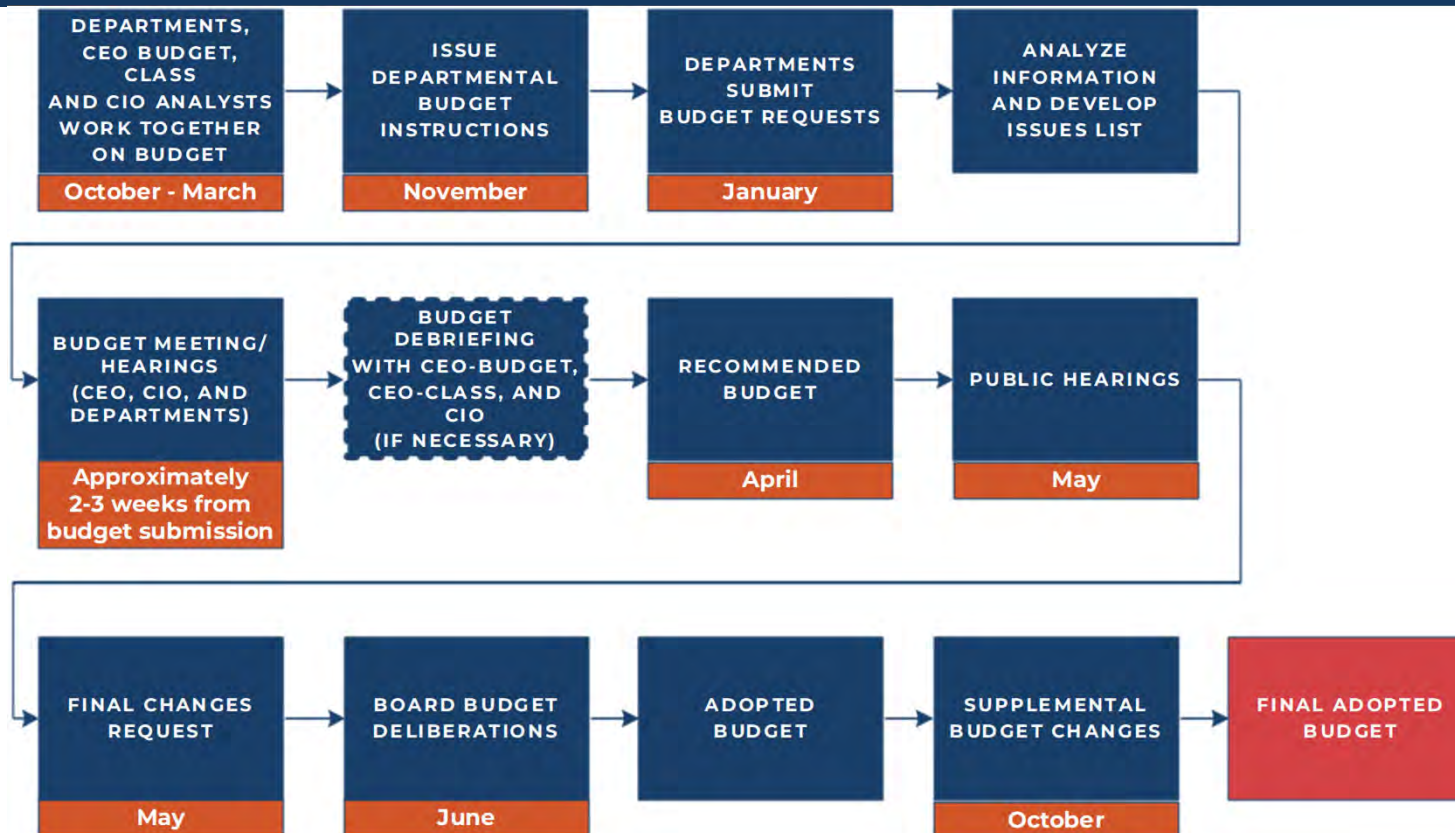 DEPARTMENTS,
CEO BUDGET,
CLASS
AND CIO ANALYSTS
WORK TOGETHER
ON BUDGET
October - March
ISSUE
DEPARTMENTAL
BUDGET
INSTRUCTIONS
November
DEPARTMENTS
SUBMIT
BUDGET REQUESTS
January
ANALYZE
INFORMATION
AND DEVELOP
ISSUES LIST
BUDGET MEETING/
HEARINGS
(CEO, CIO, AND
DEPARTMENTS)
Approximately
2-3 weeks from
budget submission
BUDGET
DEBRIEFING
WITH CEO-BUDGET,
CEO-CLASS, AND
CIO
(IF NECESSARY)
RECOMMENDED
BUDGET
April
PUBLIC HEARINGS
May
FINAL CHANGES
REQUEST
May
BOARD BUDGET
DELIBERATIONS
June
ADOPTED
BUDGET
SUPPLEMENTAL
BUDGET CHANGES
October
FINAL ADOPTED
BUDGET